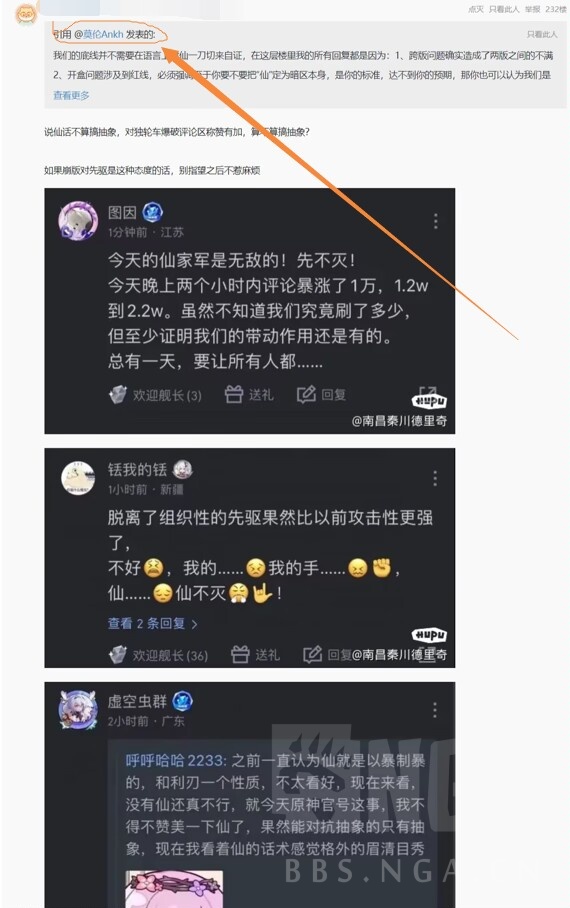 点灭 只看此人 举报 232楼
引用 @莫伦Ankh 发表的:
只看此人
我们的底线并不需要在语言上 仙一刀切来自证，在这层楼里我的所有回复都是因为：1、跨版问题确实造成了两版之间的不满
2、开盒问题涉及到红线，必须强 于你要不要把"仙"定为暗区本身，是你的标准，达不到你的预期，那你也可以认为我们是
查看更多
说仙话不算搞抽象，对独轮车爆破评论区称赞有加，算 算搞抽象？
如果崩版对先驱是这种态度的话，别指望之后不惹麻烦
图因
1分钟前 · 江苏
今天的仙家军是无敌的！先不灭！
今天晚上两个小时内评论暴涨了1万，1.2w
到2.2w。虽然不知道我们究竟刷了多少，
但至少证明我们的带动作用还是有的。
总有一天，要让所有人都……
欢迎舰长(3) 送礼 回复
HUPU
@南昌秦川德里奇
铥我的铥
1小时前 · 新疆
脱离了组织性的先驱果然比以前攻击性更强
了，
不好😫，我的……😣我的手……😖✊，
仙……😔仙不灭😤🤟！
查看 2 条回复 >
HUPU
欢迎舰长(36) 送礼 回复
@南昌秦川德里奇
虚空虫群
2小时前 · 广东
呼呼哈哈2233: 之前一直认为仙就是以暴制暴
的，和利刃一个性质，不太看好，现在来看，
没有仙还真不行，就今天原神官号这事，我不
得不赞美一下仙了，果然能对抗抽象的只有抽
象，现在我看着仙的话术感觉格外的眉清目秀
BBS.NGA